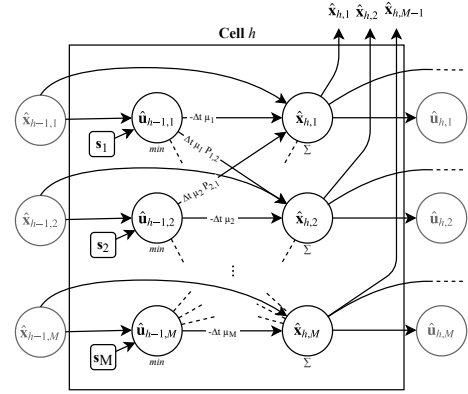 x̂h,1 x̂h,2 x̂h,M−1
Cell h
x̂h−1,1 ûh−1,1 -Δt μ1 x̂h,1 ûh,1
s1 min Δt μ1 P1,2 Σ
Δt μ2 P2,1
x̂h−1,2 ûh−1,2 -Δt μ2 x̂h,2 ûh,2
s2 min Σ
...
x̂h−1,M ûh−1,M -Δt μM x̂h,M ûh,M
sM min Σ